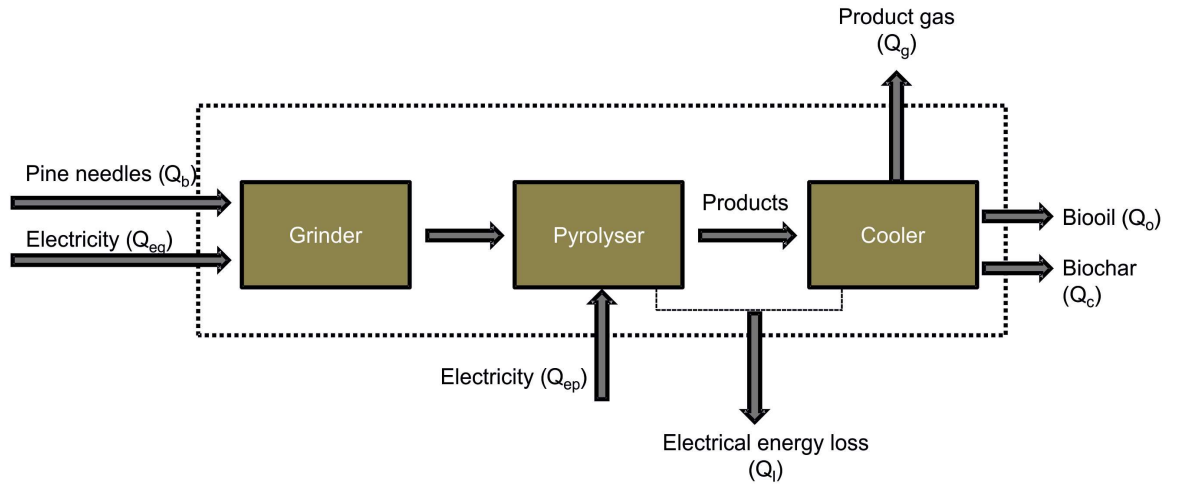 Product gas
(Qg)
Pine needles (Qb)
Electricity (Qeg)
Grinder
Pyrolyser
Products
Cooler
Biooil (Qo)
Biochar
(Qc)
Electricity (Qep)
Electrical energy loss
(Ql)